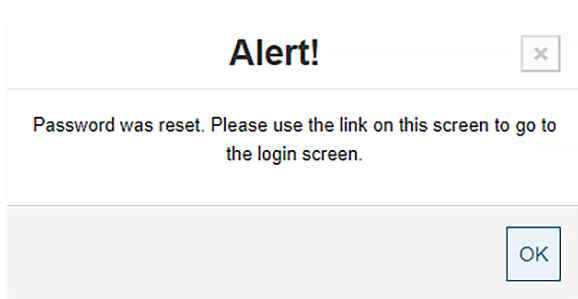 Alert!
×
Password was reset. Please use the link on this screen to go to
the login screen.
OK